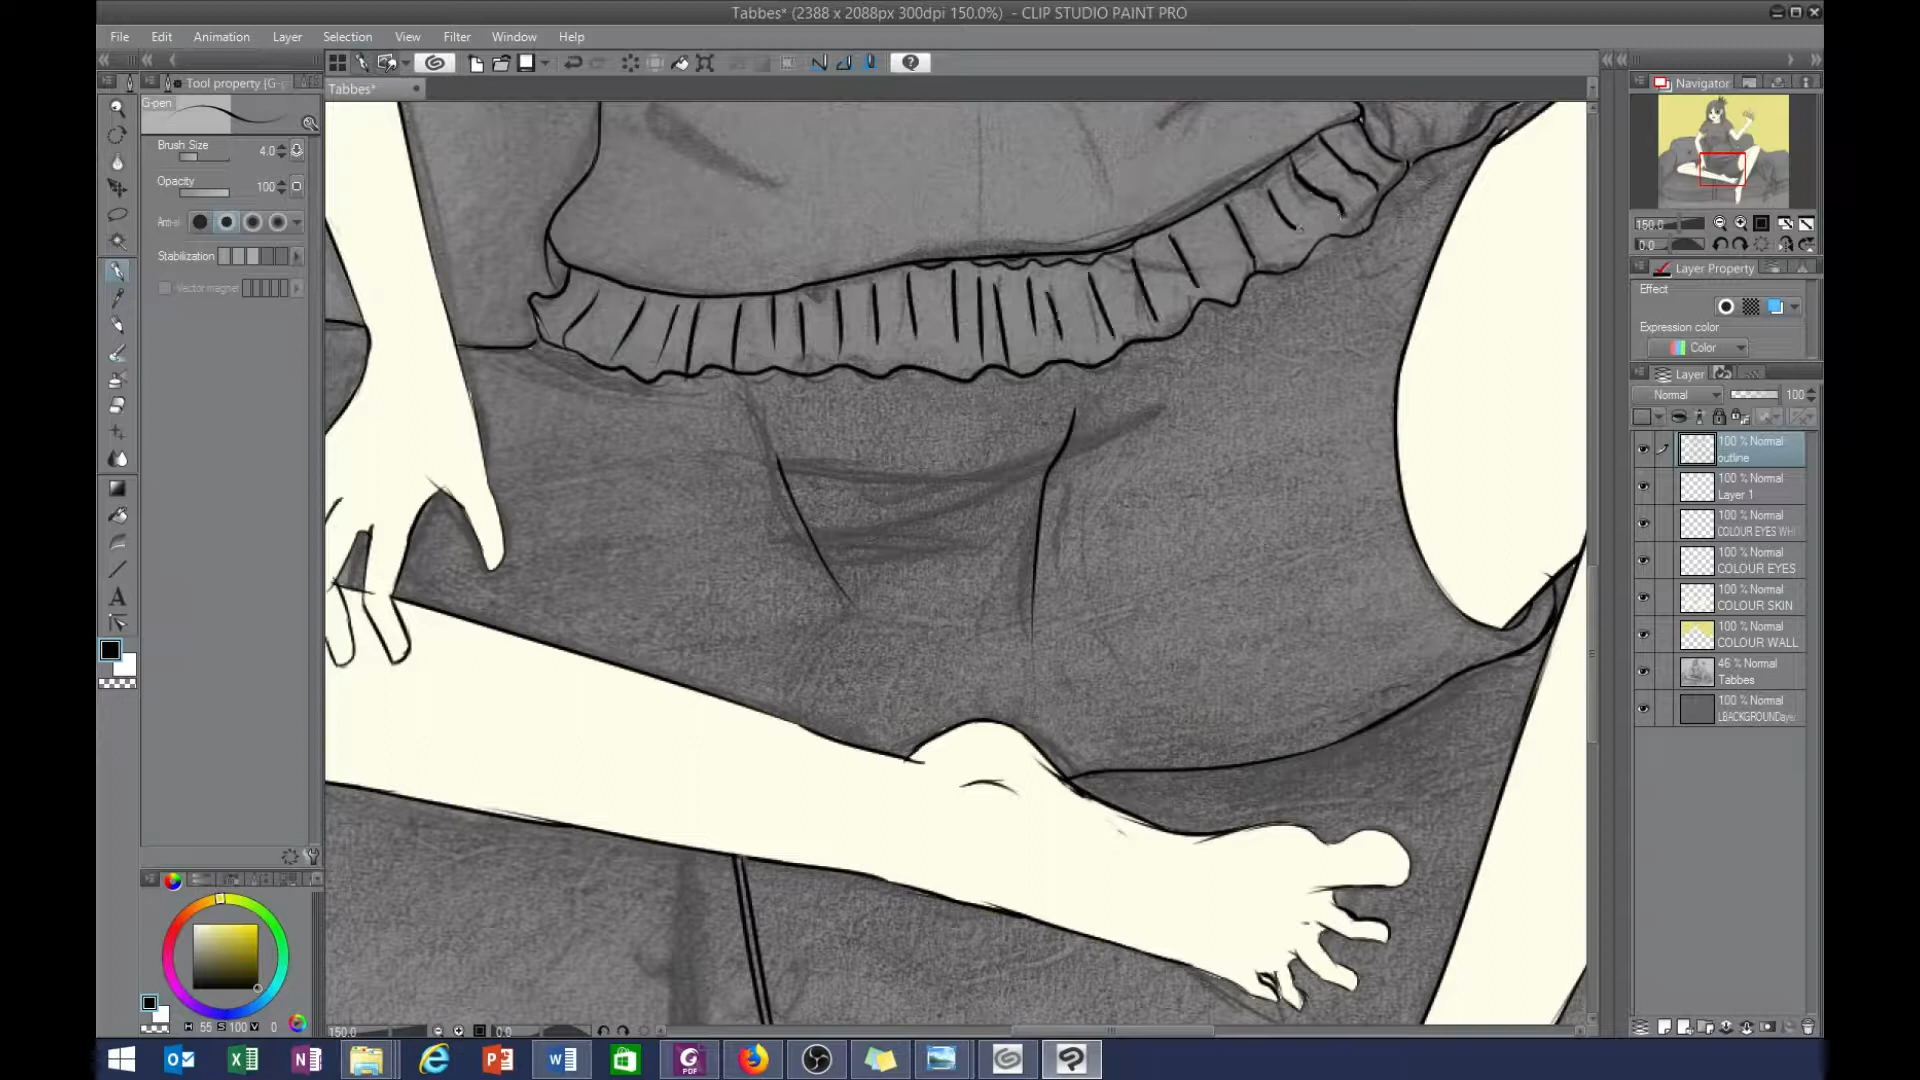 Tabbes* (2388 x 2088px 300dpi 150.0%) - CLIP STUDIO PAINT PRO
File Edit Animation Layer Selection View Filter Window Help
Tool property [G-
Tabbes*
Navigator
G-pen
Brush Size 4.0
Opacity 100
Stabilization
Vector magnet
150.0
0.0
Layer Property
Effect
Expression color
Color
Layer
Normal 100
100 % Normal
outline
100 % Normal
Layer 1
100 % Normal
COLOUR EYES WHI
100 % Normal
COLOUR EYES
100 % Normal
COLOUR SKIN
100 % Normal
COLOUR WALL
46 % Normal
Tabbes
100 % Normal
H 55 S 100 V 0
150.0 0.0
PDF